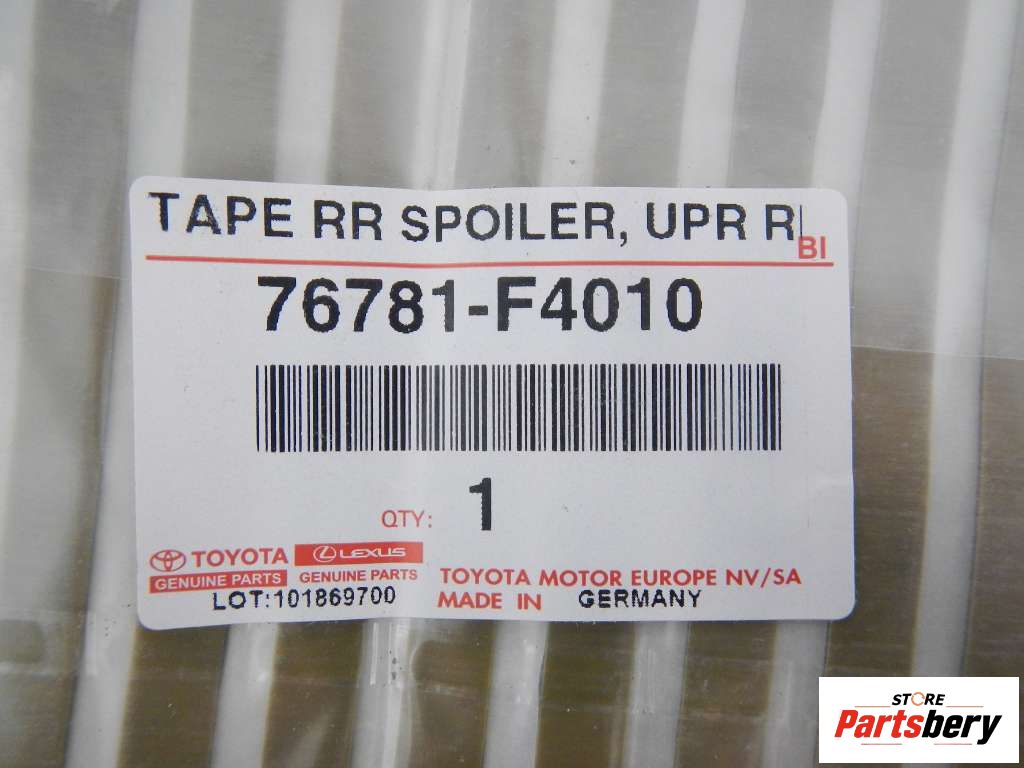 TAPE RR SPOILER, UPR R
BI
76781-F4010
QTY: 1
TOYOTA LEXUS
GENUINE PARTS GENUINE PARTS
TOYOTA MOTOR EUROPE NV/SA
LOT:101869700
MADE IN GERMANY
STORE
Partsbery